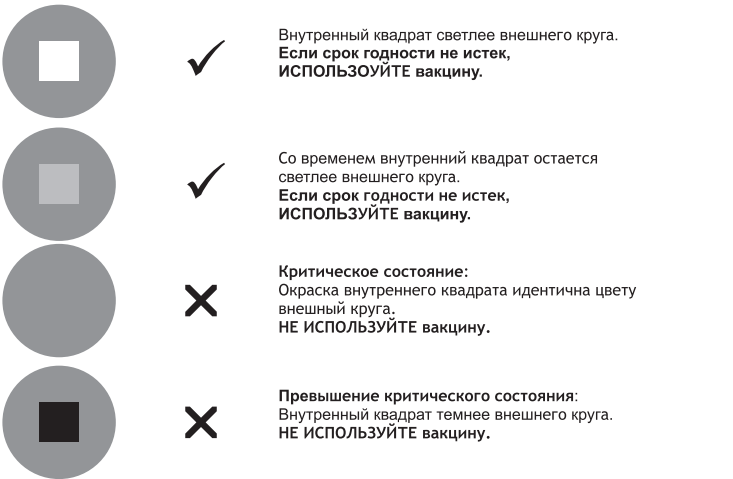 Внутренный квадрат светлее внешнего круга.
Если срок годности не истек,
ИСПОЛЬЗОУЙТЕ вакцину.
Со временем внутренний квадрат остается
светлее внешнего круга.
Если срок годности не истек,
ИСПОЛЬЗУЙТЕ вакцину.
Критическое состояние:
Окраска внутреннего квадрата идентична цвету
внешный круга.
НЕ ИСПОЛЬЗУЙТЕ вакцину.
Превышение критического состояния:
Внутренный квадрат темнее внешнего круга.
НЕ ИСПОЛЬЗУЙТЕ вакцину.